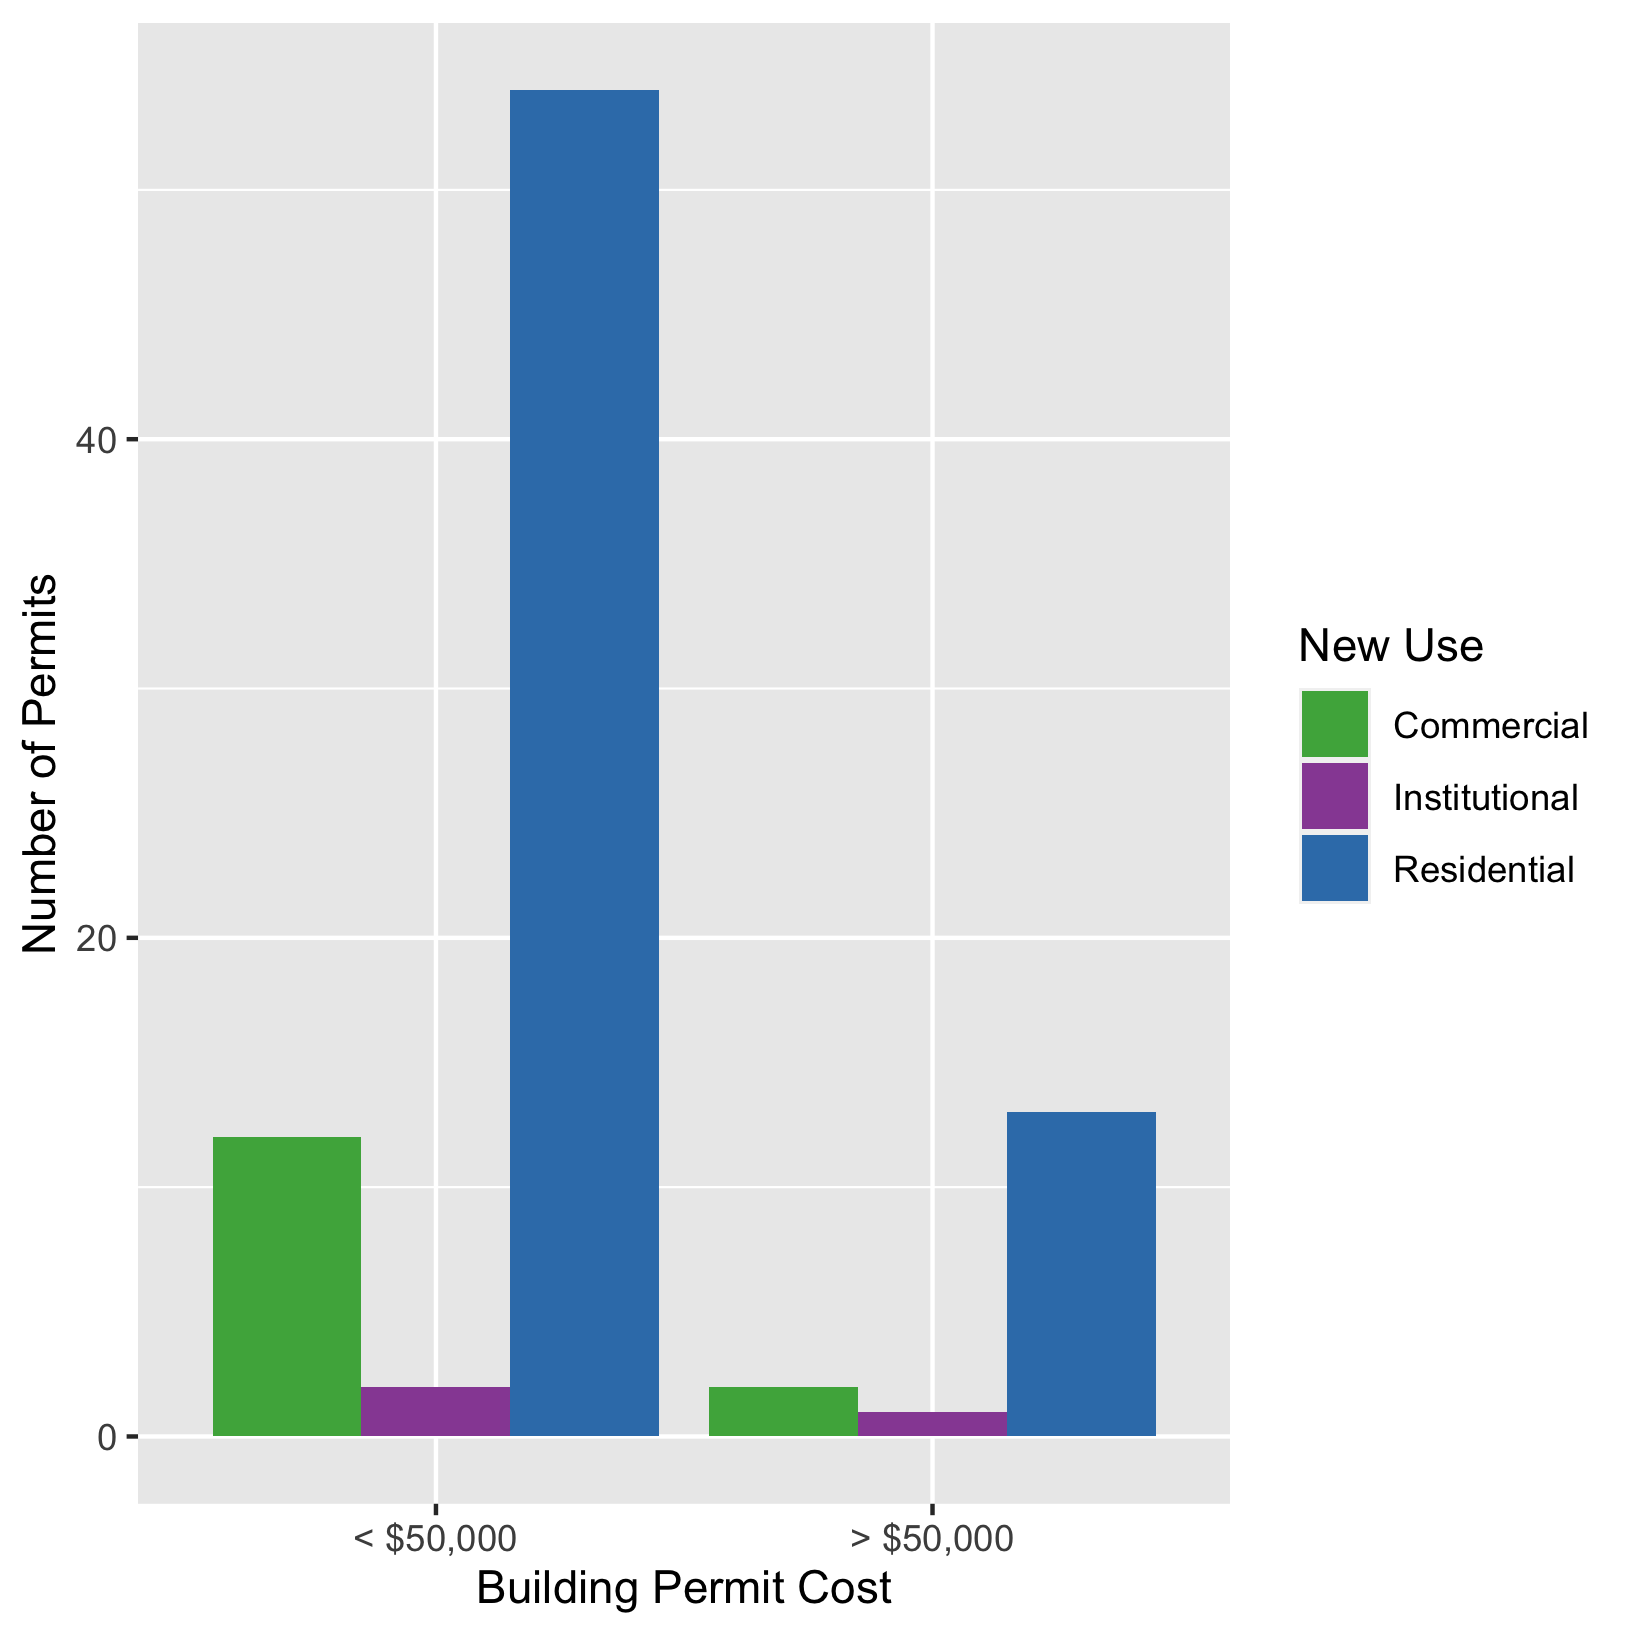 Number of Permits
40
20
0
< $50,000
> $50,000
Building Permit Cost
New Use
Commercial
Institutional
Residential